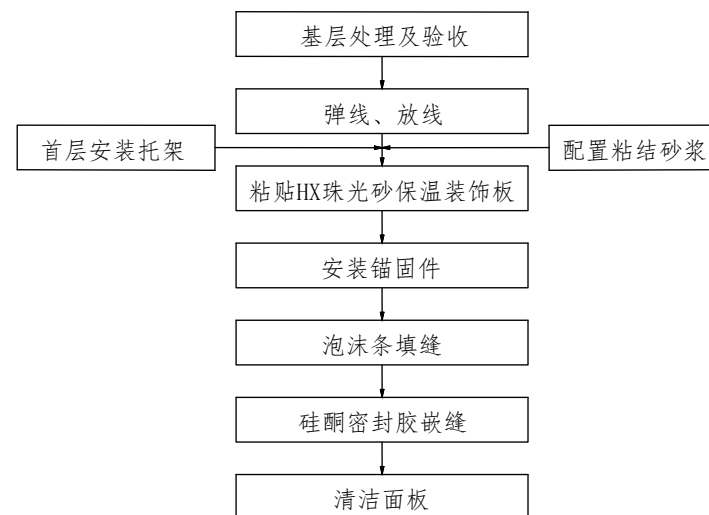 基层处理及验收
弹线、放线
首层安装托架
配置粘结砂浆
粘贴HX珠光砂保温装饰板
安装锚固件
泡沫条填缝
硅酮密封胶嵌缝
清洁面板